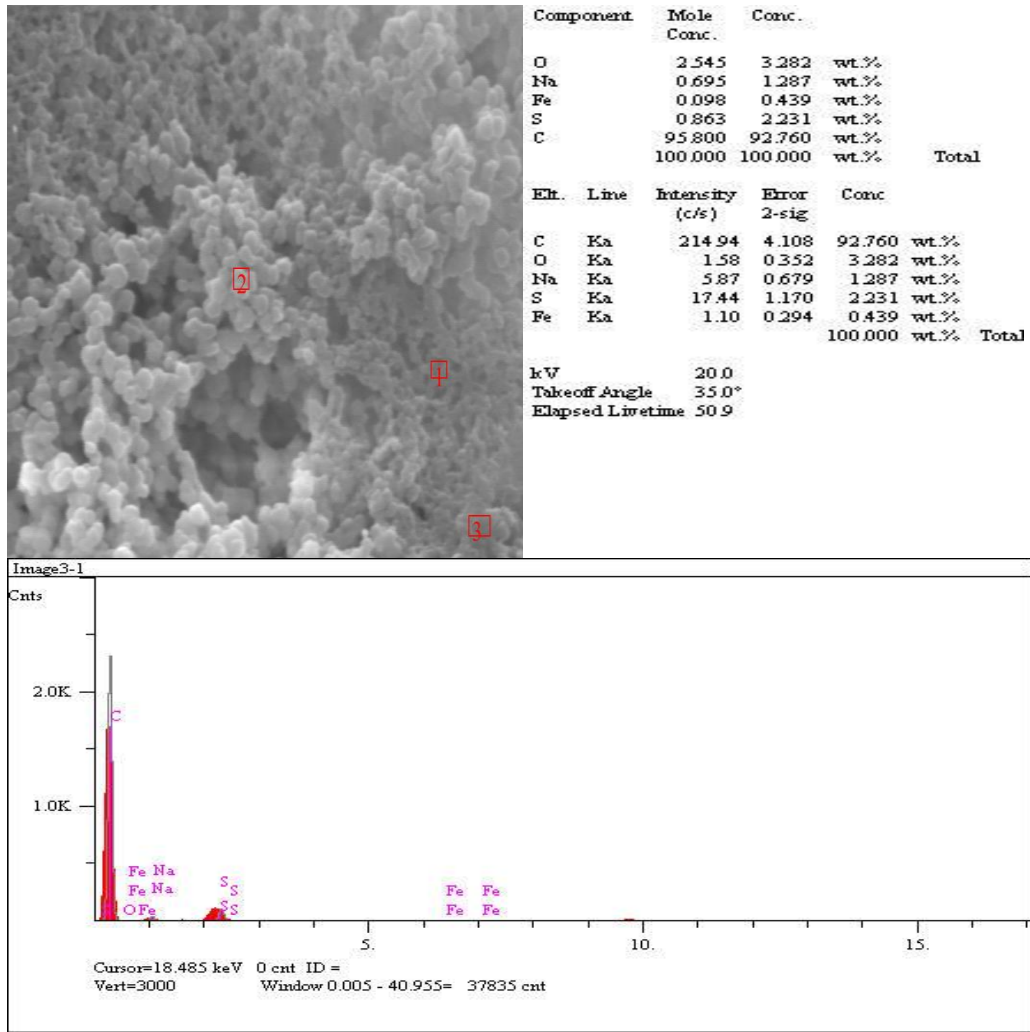 Component Mole Conc.
Conc.
O 2.545 3.282 wt.%
Na 0.695 1.287 wt.%
Fe 0.098 0.439 wt.%
S 0.863 2.231 wt.%
C 95.800 92.760 wt.%
100.000 100.000 wt.% Total
Elt. Line Intensity Error Conc
(c/s) 2-sig
C Ka 214.94 4.108 92.760 wt.%
O Ka 1.58 0.352 3.282 wt.%
Na Ka 5.87 0.679 1.287 wt.%
S Ka 17.44 1.170 2.231 wt.%
Fe Ka 1.10 0.294 0.439 wt.%
100.000 wt.% Total
kV 20.0
Takeoff Angle 35.0°
Elapsed Livetime 50.9
2
1
3
Image3-1
Cnts
2.0K
C
1.0K
Fe Na S Fe Fe
Fe Na S S Fe Fe
O Fe S
5. 10. 15.
Cursor=18.485 keV 0 cnt ID =
Vert=3000 Window 0.005 - 40.955= 37835 cnt